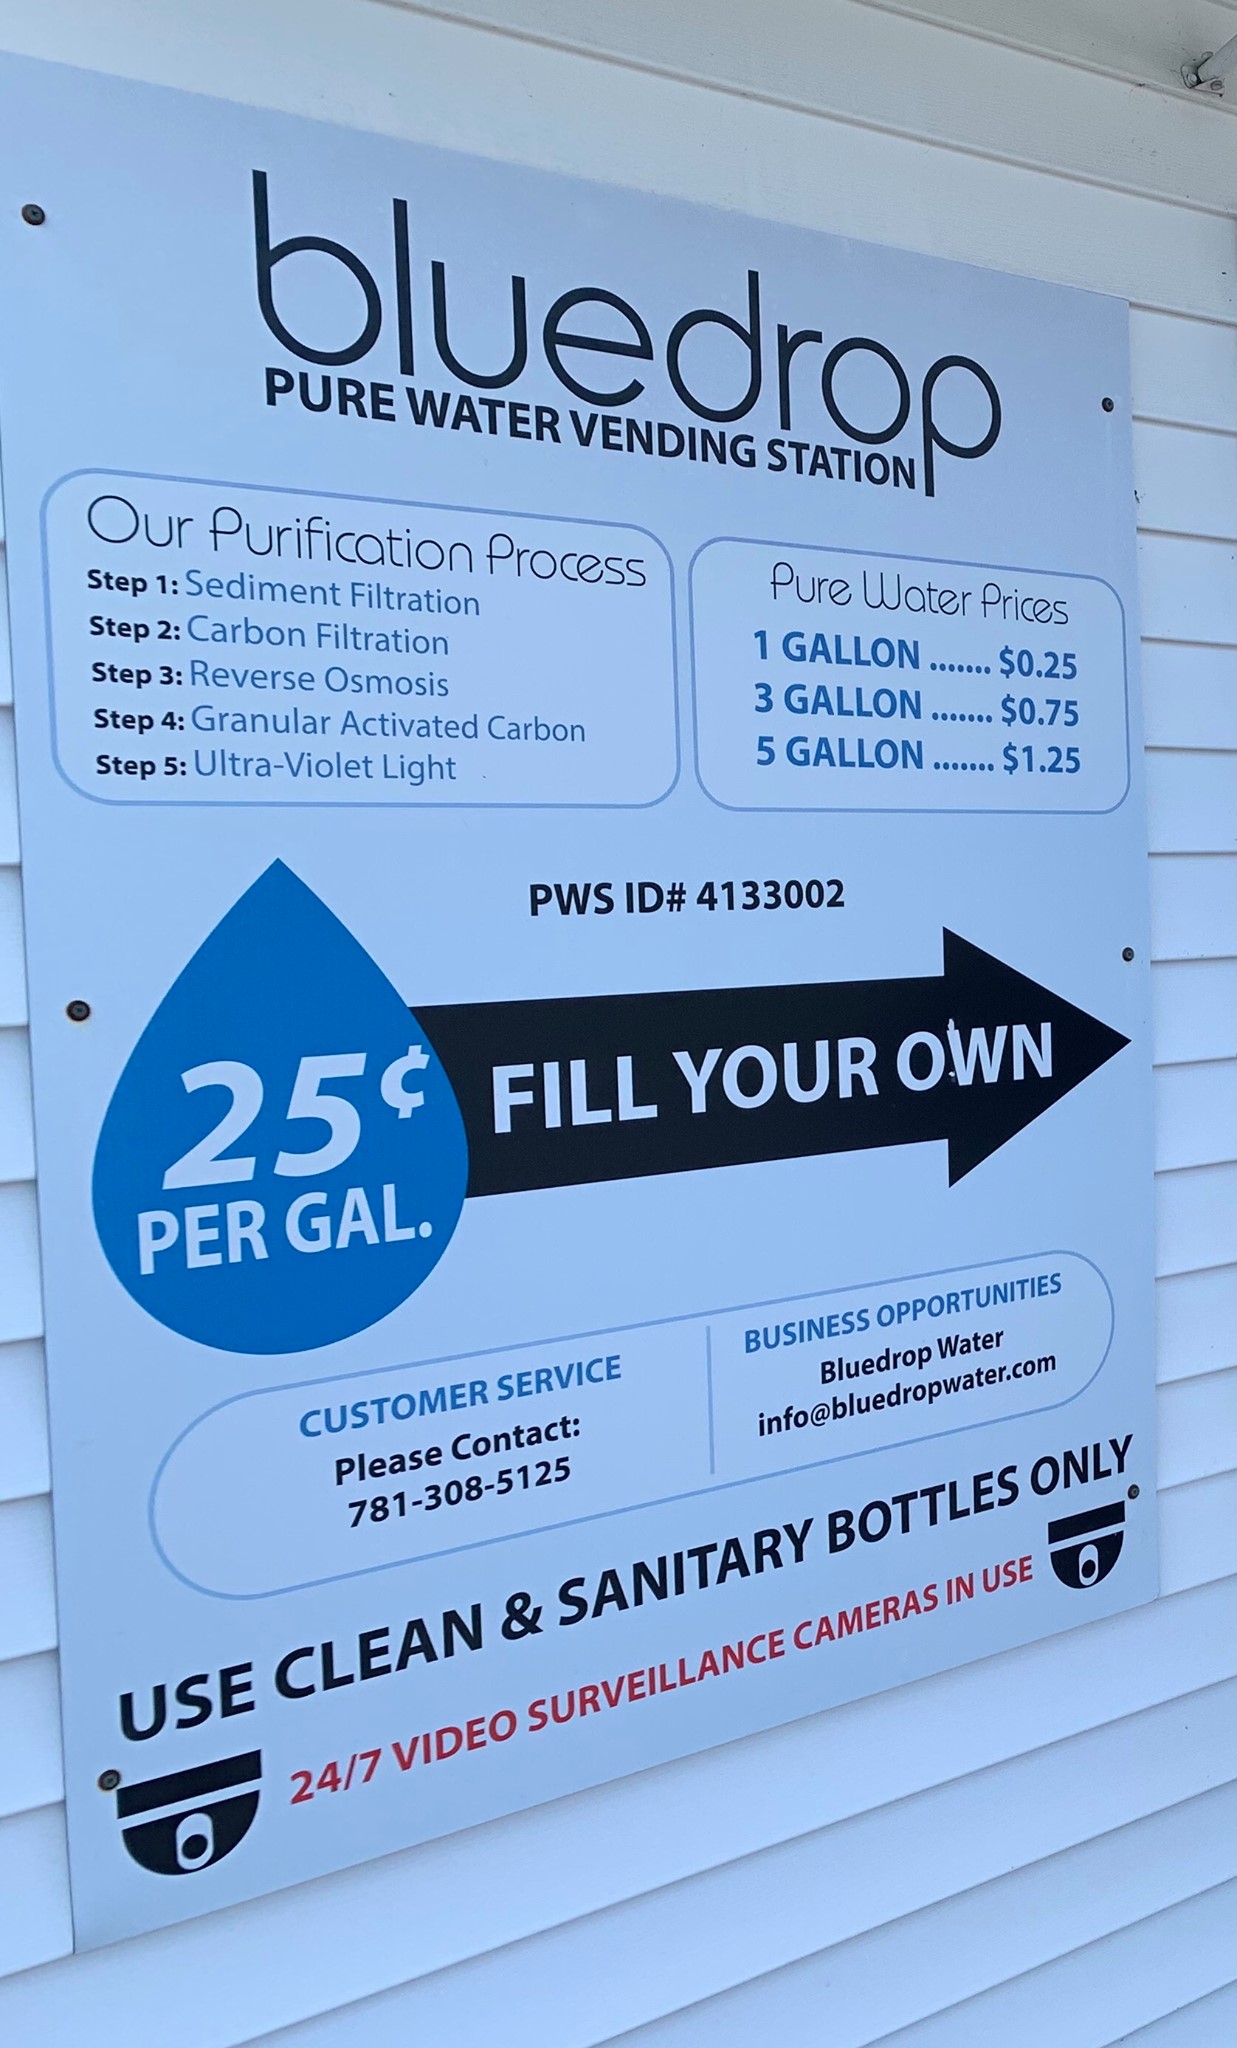 bluedrop
PURE WATER VENDING STATION
Our Purification Process
Step 1: Sediment Filtration
Step 2: Carbon Filtration
Step 3: Reverse Osmosis
Step 4: Granular Activated Carbon
Step 5: Ultra-Violet Light
Pure Water Prices
1 GALLON ....... $0.25
3 GALLON ....... $0.75
5 GALLON ....... $1.25
PWS ID# 4133002
25¢
PER GAL.
FILL YOUR OWN
CUSTOMER SERVICE
Please Contact:
781-308-5125
BUSINESS OPPORTUNITIES
Bluedrop Water
info@bluedropwater.com
USE CLEAN & SANITARY BOTTLES ONLY
24/7 VIDEO SURVEILLANCE CAMERAS IN USE